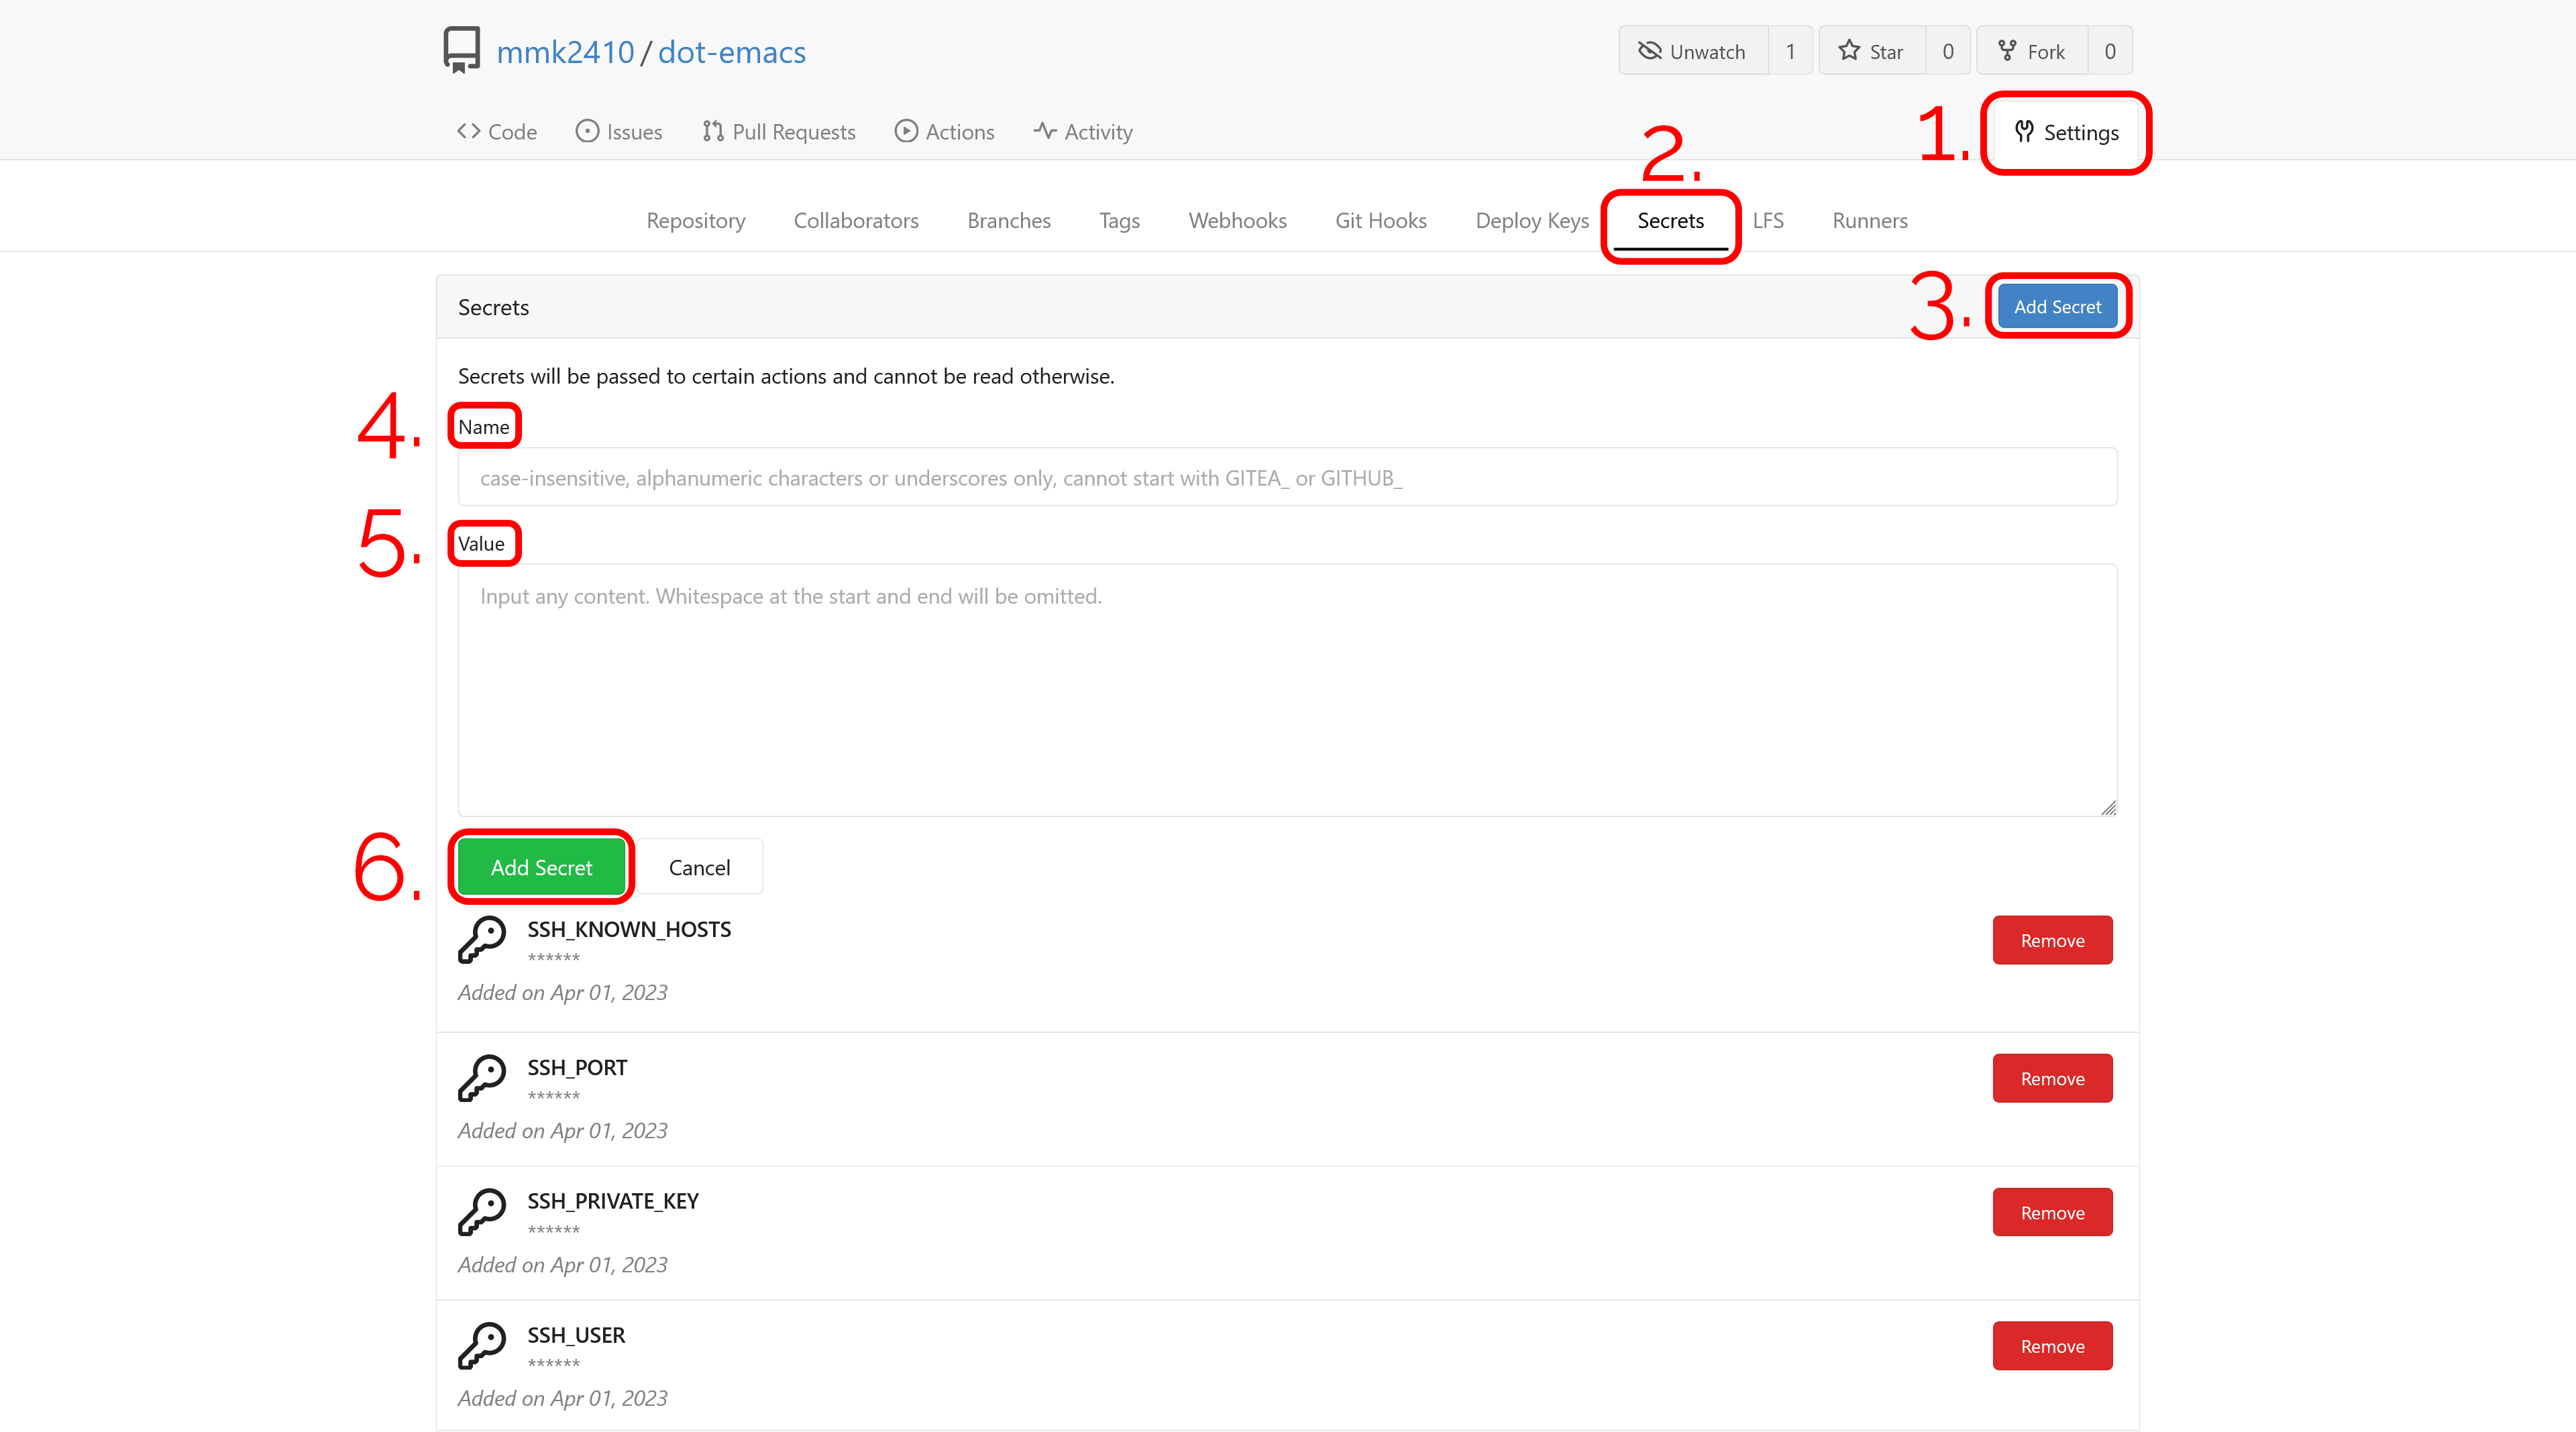 mmk2410 / dot-emacs
Unwatch 1 Star 0 Fork 0
Code Issues Pull Requests Actions Activity 1. Settings
2.
Repository Collaborators Branches Tags Webhooks Git Hooks Deploy Keys Secrets LFS Runners
Secrets 3. Add Secret
Secrets will be passed to certain actions and cannot be read otherwise.
4. Name
case-insensitive, alphanumeric characters or underscores only, cannot start with GITEA_ or GITHUB_
5. Value
Input any content. Whitespace at the start and end will be omitted.
6. Add Secret Cancel
SSH_KNOWN_HOSTS
******
Remove
Added on Apr 01, 2023
SSH_PORT
******
Remove
Added on Apr 01, 2023
SSH_PRIVATE_KEY
******
Remove
Added on Apr 01, 2023
SSH_USER
******
Remove
Added on Apr 01, 2023